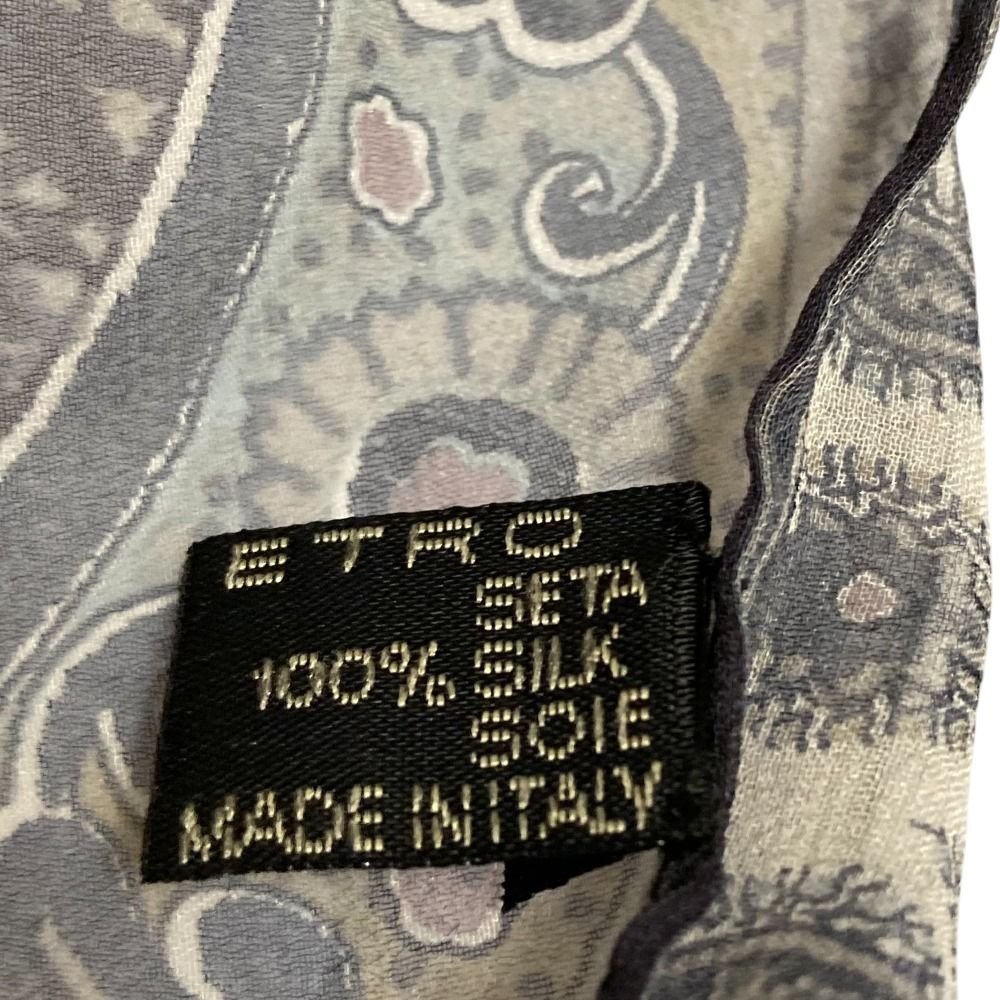 ETRO
SETA
100% SILK
SOIE
MADE IN ITALY